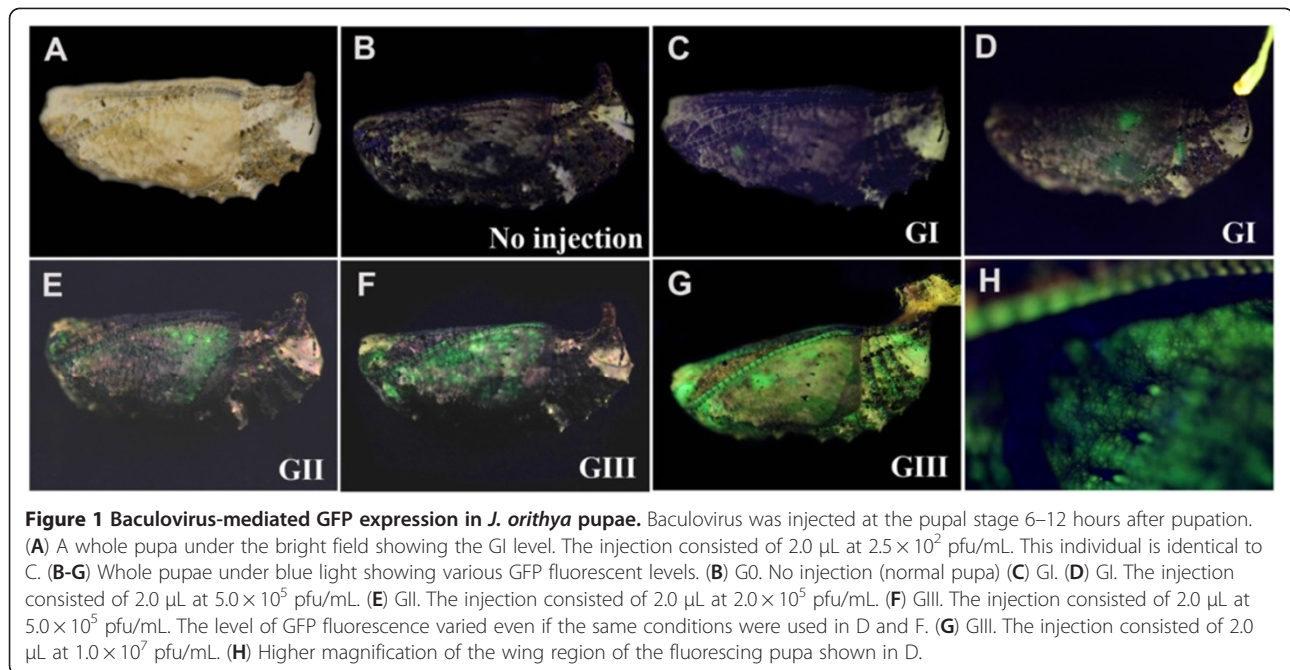 A
B
C
D
No injection
GI
GI
E
F
G
H
GII
GIII
GIII
Figure 1 Baculovirus-mediated GFP expression in J. orithya pupae. Baculovirus was injected at the pupal stage 6–12 hours after pupation.
(A) A whole pupa under the bright field showing the GI level. The injection consisted of 2.0 μL at 2.5 × 10² pfu/mL. This individual is identical to
C. (B-G) Whole pupae under blue light showing various GFP fluorescent levels. (B) G0. No injection (normal pupa) (C) GI. (D) GI. The injection
consisted of 2.0 μL at 5.0 × 10⁵ pfu/mL. (E) GII. The injection consisted of 2.0 μL at 2.0 × 10⁵ pfu/mL. (F) GIII. The injection consisted of 2.0 μL at
5.0 × 10⁵ pfu/mL. The level of GFP fluorescence varied even if the same conditions were used in D and F. (G) GIII. The injection consisted of 2.0
μL at 1.0 × 10⁷ pfu/mL. (H) Higher magnification of the wing region of the fluorescing pupa shown in D.